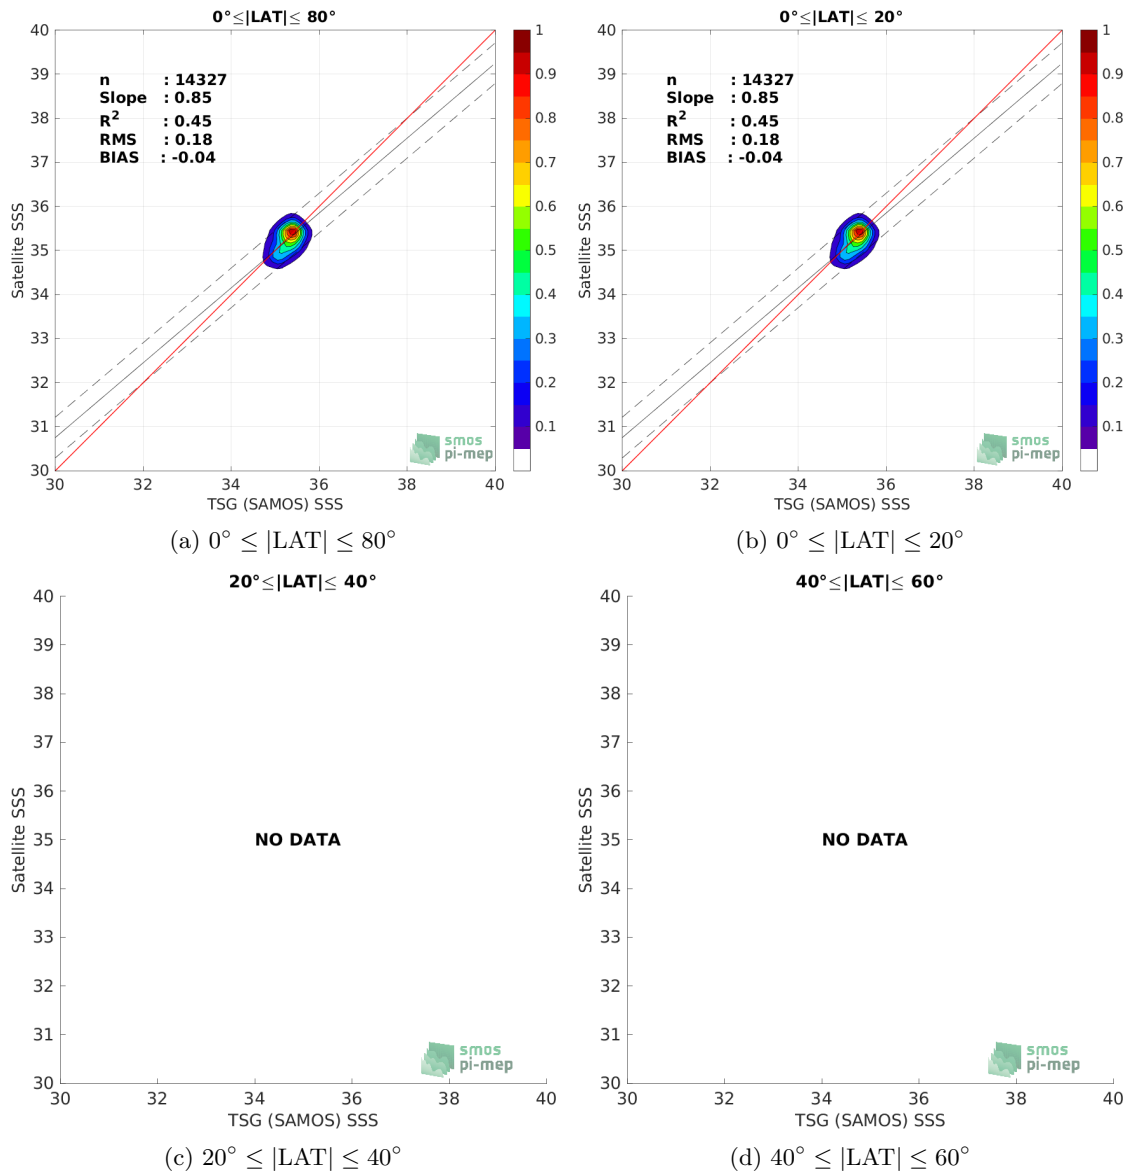 0°≤|LAT|≤ 80°
40
39
38
37
36
35
34
33
32
31
30
Satellite SSS
n : 14327
Slope : 0.85
R² : 0.45
RMS : 0.18
BIAS : -0.04
smos
pi-mep
30 32 34 36 38 40
TSG (SAMOS) SSS
1
0.9
0.8
0.7
0.6
0.5
0.4
0.3
0.2
0.1
(a) 0° ≤ |LAT| ≤ 80°
0°≤|LAT|≤ 20°
40
39
38
37
36
35
34
33
32
31
30
Satellite SSS
n : 14327
Slope : 0.85
R² : 0.45
RMS : 0.18
BIAS : -0.04
smos
pi-mep
30 32 34 36 38 40
TSG (SAMOS) SSS
1
0.9
0.8
0.7
0.6
0.5
0.4
0.3
0.2
0.1
(b) 0° ≤ |LAT| ≤ 20°
20°≤|LAT|≤ 40°
40
39
38
37
36
35
34
33
32
31
30
Satellite SSS
NO DATA
smos
pi-mep
30 32 34 36 38 40
TSG (SAMOS) SSS
(c) 20° ≤ |LAT| ≤ 40°
40°≤|LAT|≤ 60°
40
39
38
37
36
35
34
33
32
31
30
Satellite SSS
NO DATA
smos
pi-mep
30 32 34 36 38 40
TSG (SAMOS) SSS
(d) 40° ≤ |LAT| ≤ 60°